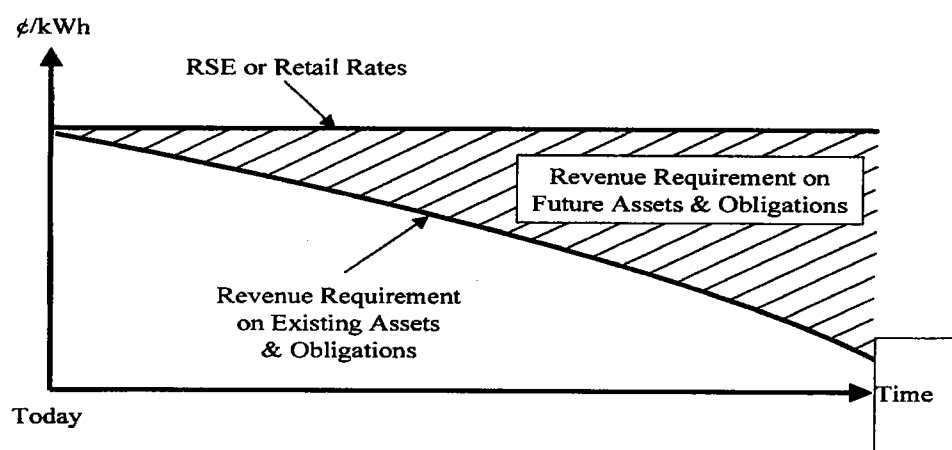 ¢/kWh
RSE or Retail Rates
Revenue Requirement on
Future Assets & Obligations
Revenue Requirement
on Existing Assets
& Obligations
Time
Today